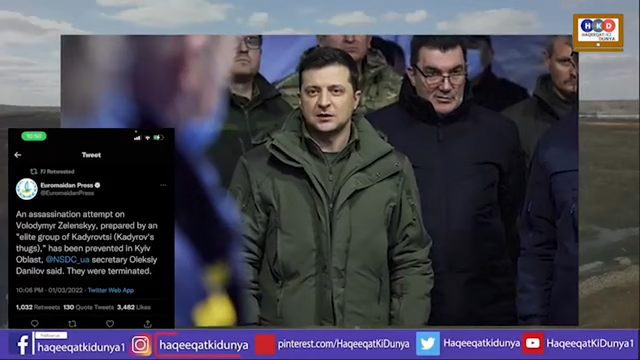 HKD
HAQEEQAT-KI
DUNYA
10:50
Tweet
FJ Retweeted
Euromaidan Press
@EuromaidanPress
An assassination attempt on
Volodymyr Zelenskyy, prepared by an
"elite group of Kadyrovtsi (Kadyrov's
thugs)," has been prevented in Kyiv
Oblast, @NSDC_ua secretary Oleksiy
Danilov said. They were terminated.
10:06 PM · 01/03/2022 · Twitter Web App
1,032 Retweets 130 Quote Tweets 3,482 Likes
haqeeqatkidunya1 haqeeqatkidunya pinterest.com/HaqeeqatKiDunya HaqeeqatKiDunya HaqeeqatKiDunya1